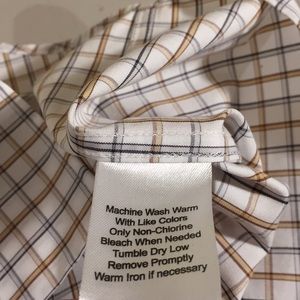 Machine Wash Warm
With Like Colors
Only Non-Chlorine
Bleach When Needed
Tumble Dry Low
Remove Promptly
Warm Iron if necessary